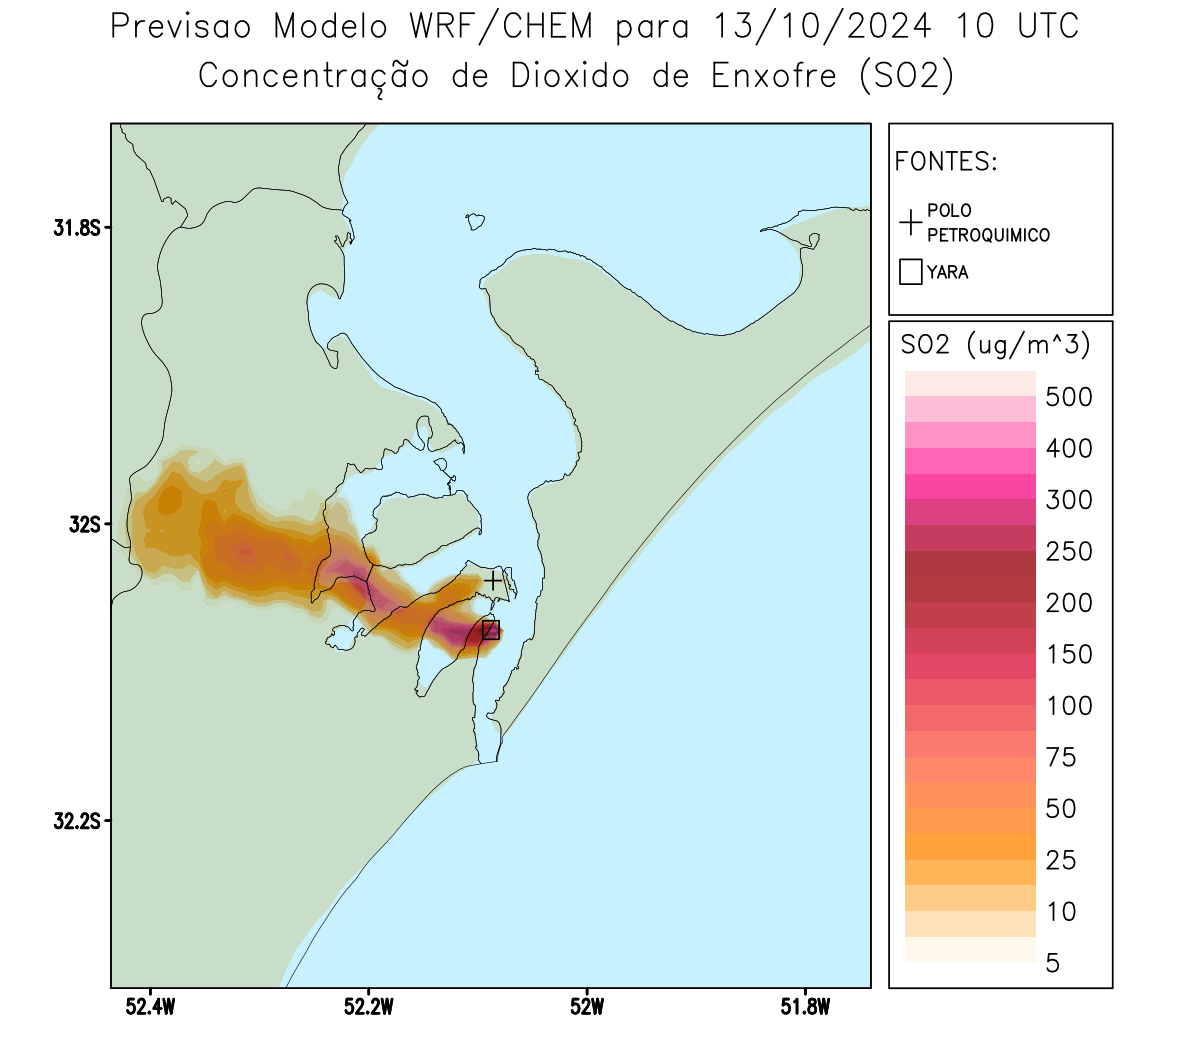 Previsao Modelo WRF/CHEM para 13/10/2024 10 UTC
Concentração de Dioxido de Enxofre (SO2)
FONTES:
POLO
PETROQUIMICO
YARA
SO2 (ug/m^3)
500
400
300
250
200
150
100
75
50
25
10
5
31.8S
32S
32.2S
52.4W
52.2W
52W
51.8W